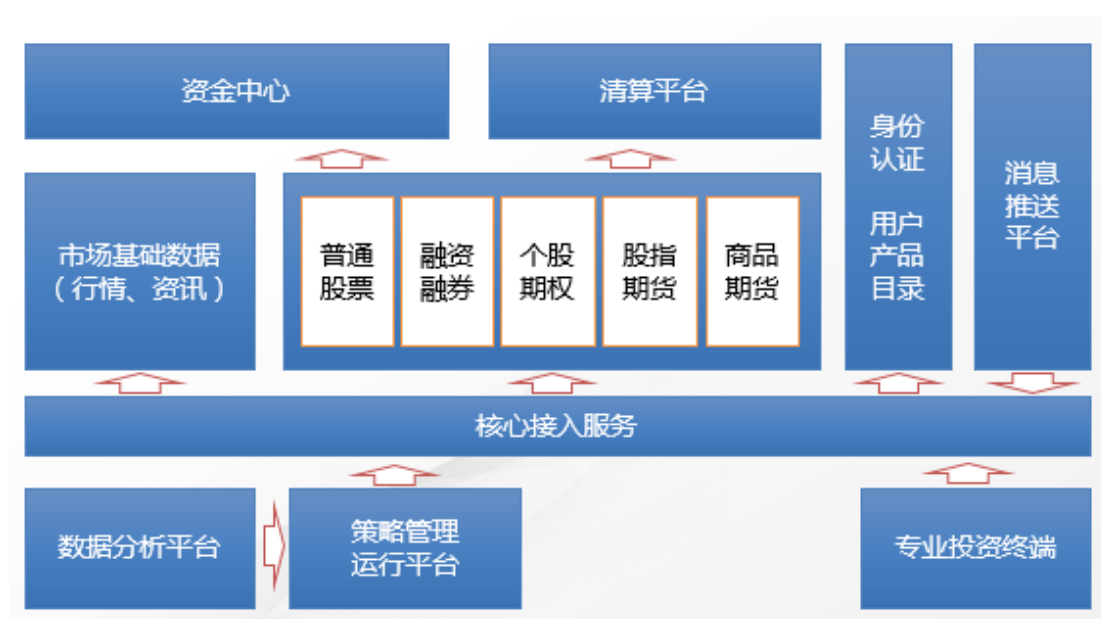 资金中心
清算平台
身份
认证
用户
产品
目录
消息
推送
平台
市场基础数据
（行情、资讯）
普通
股票
融资
融券
个股
期权
股指
期货
商品
期货
核心接入服务
数据分析平台
策略管理
运行平台
专业投资终端